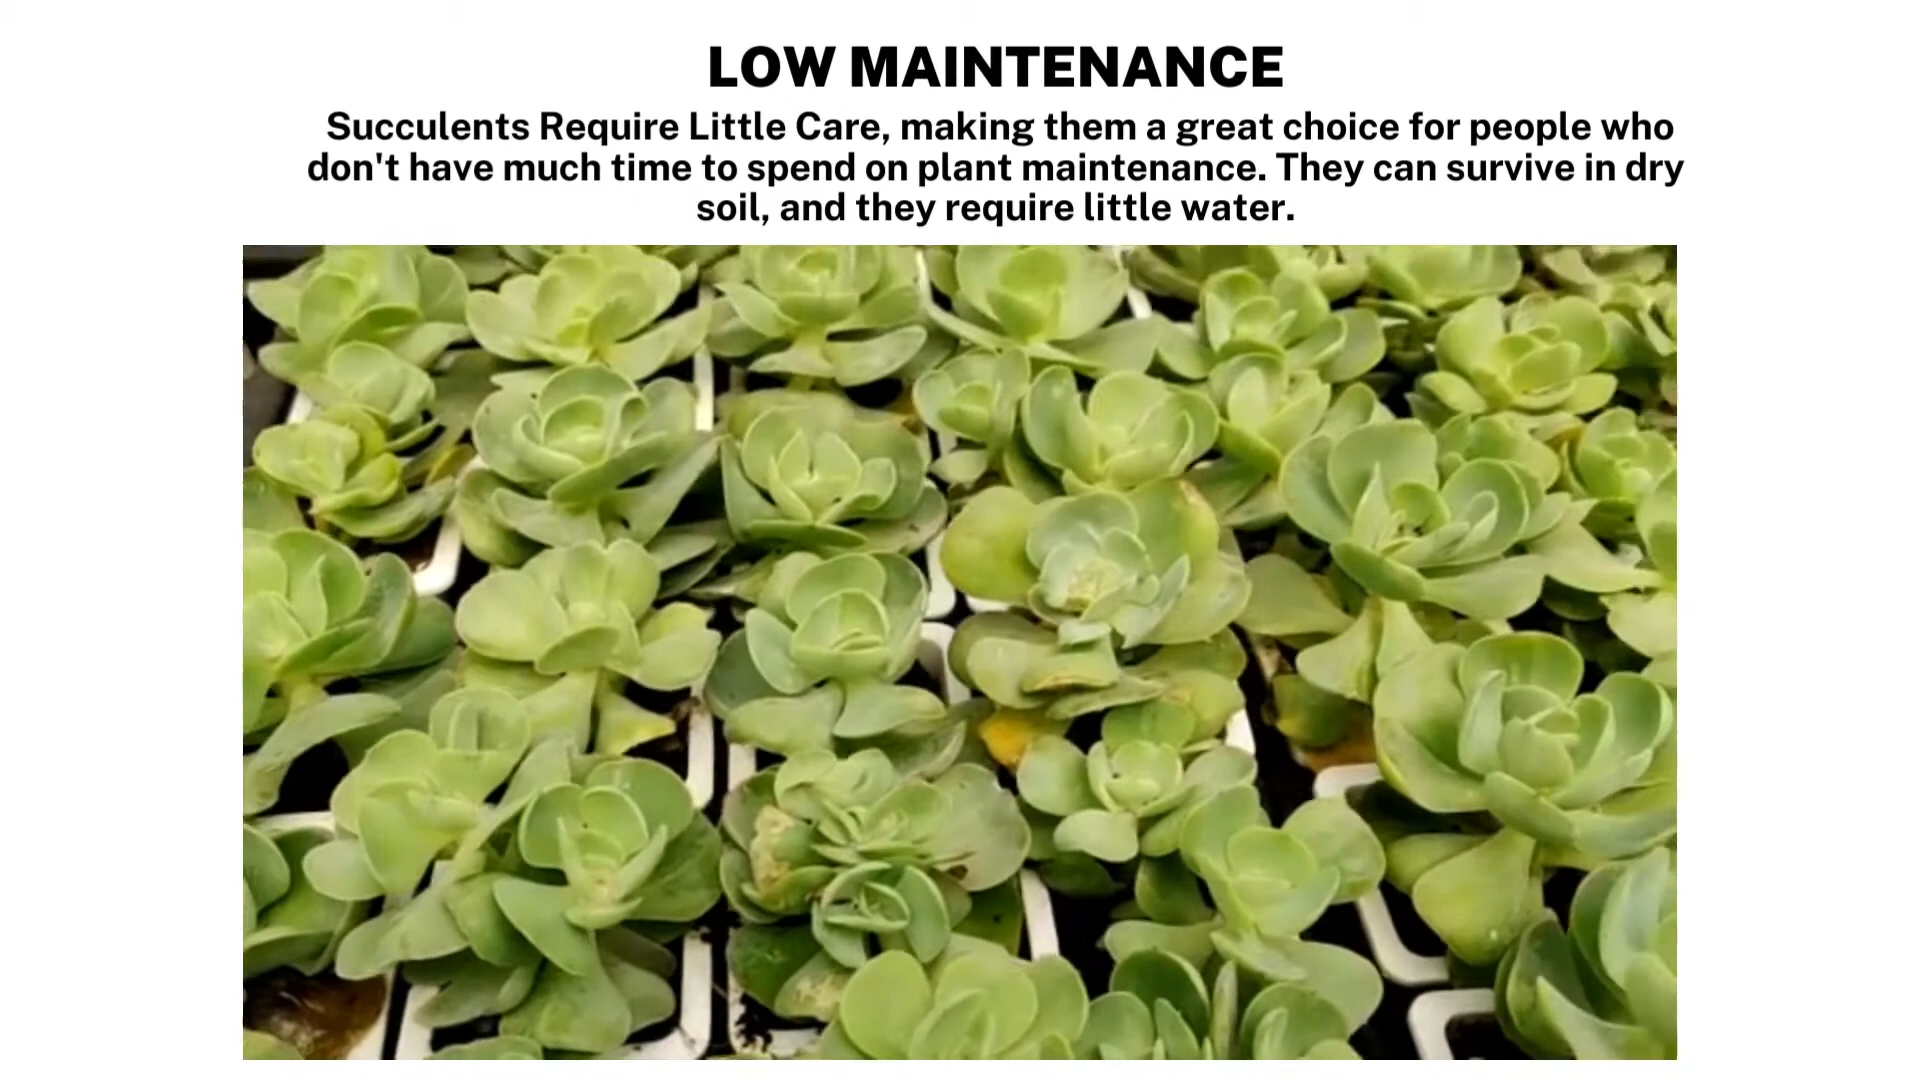 LOW MAINTENANCE
Succulents Require Little Care, making them a great choice for people who
don't have much time to spend on plant maintenance. They can survive in dry
soil, and they require little water.